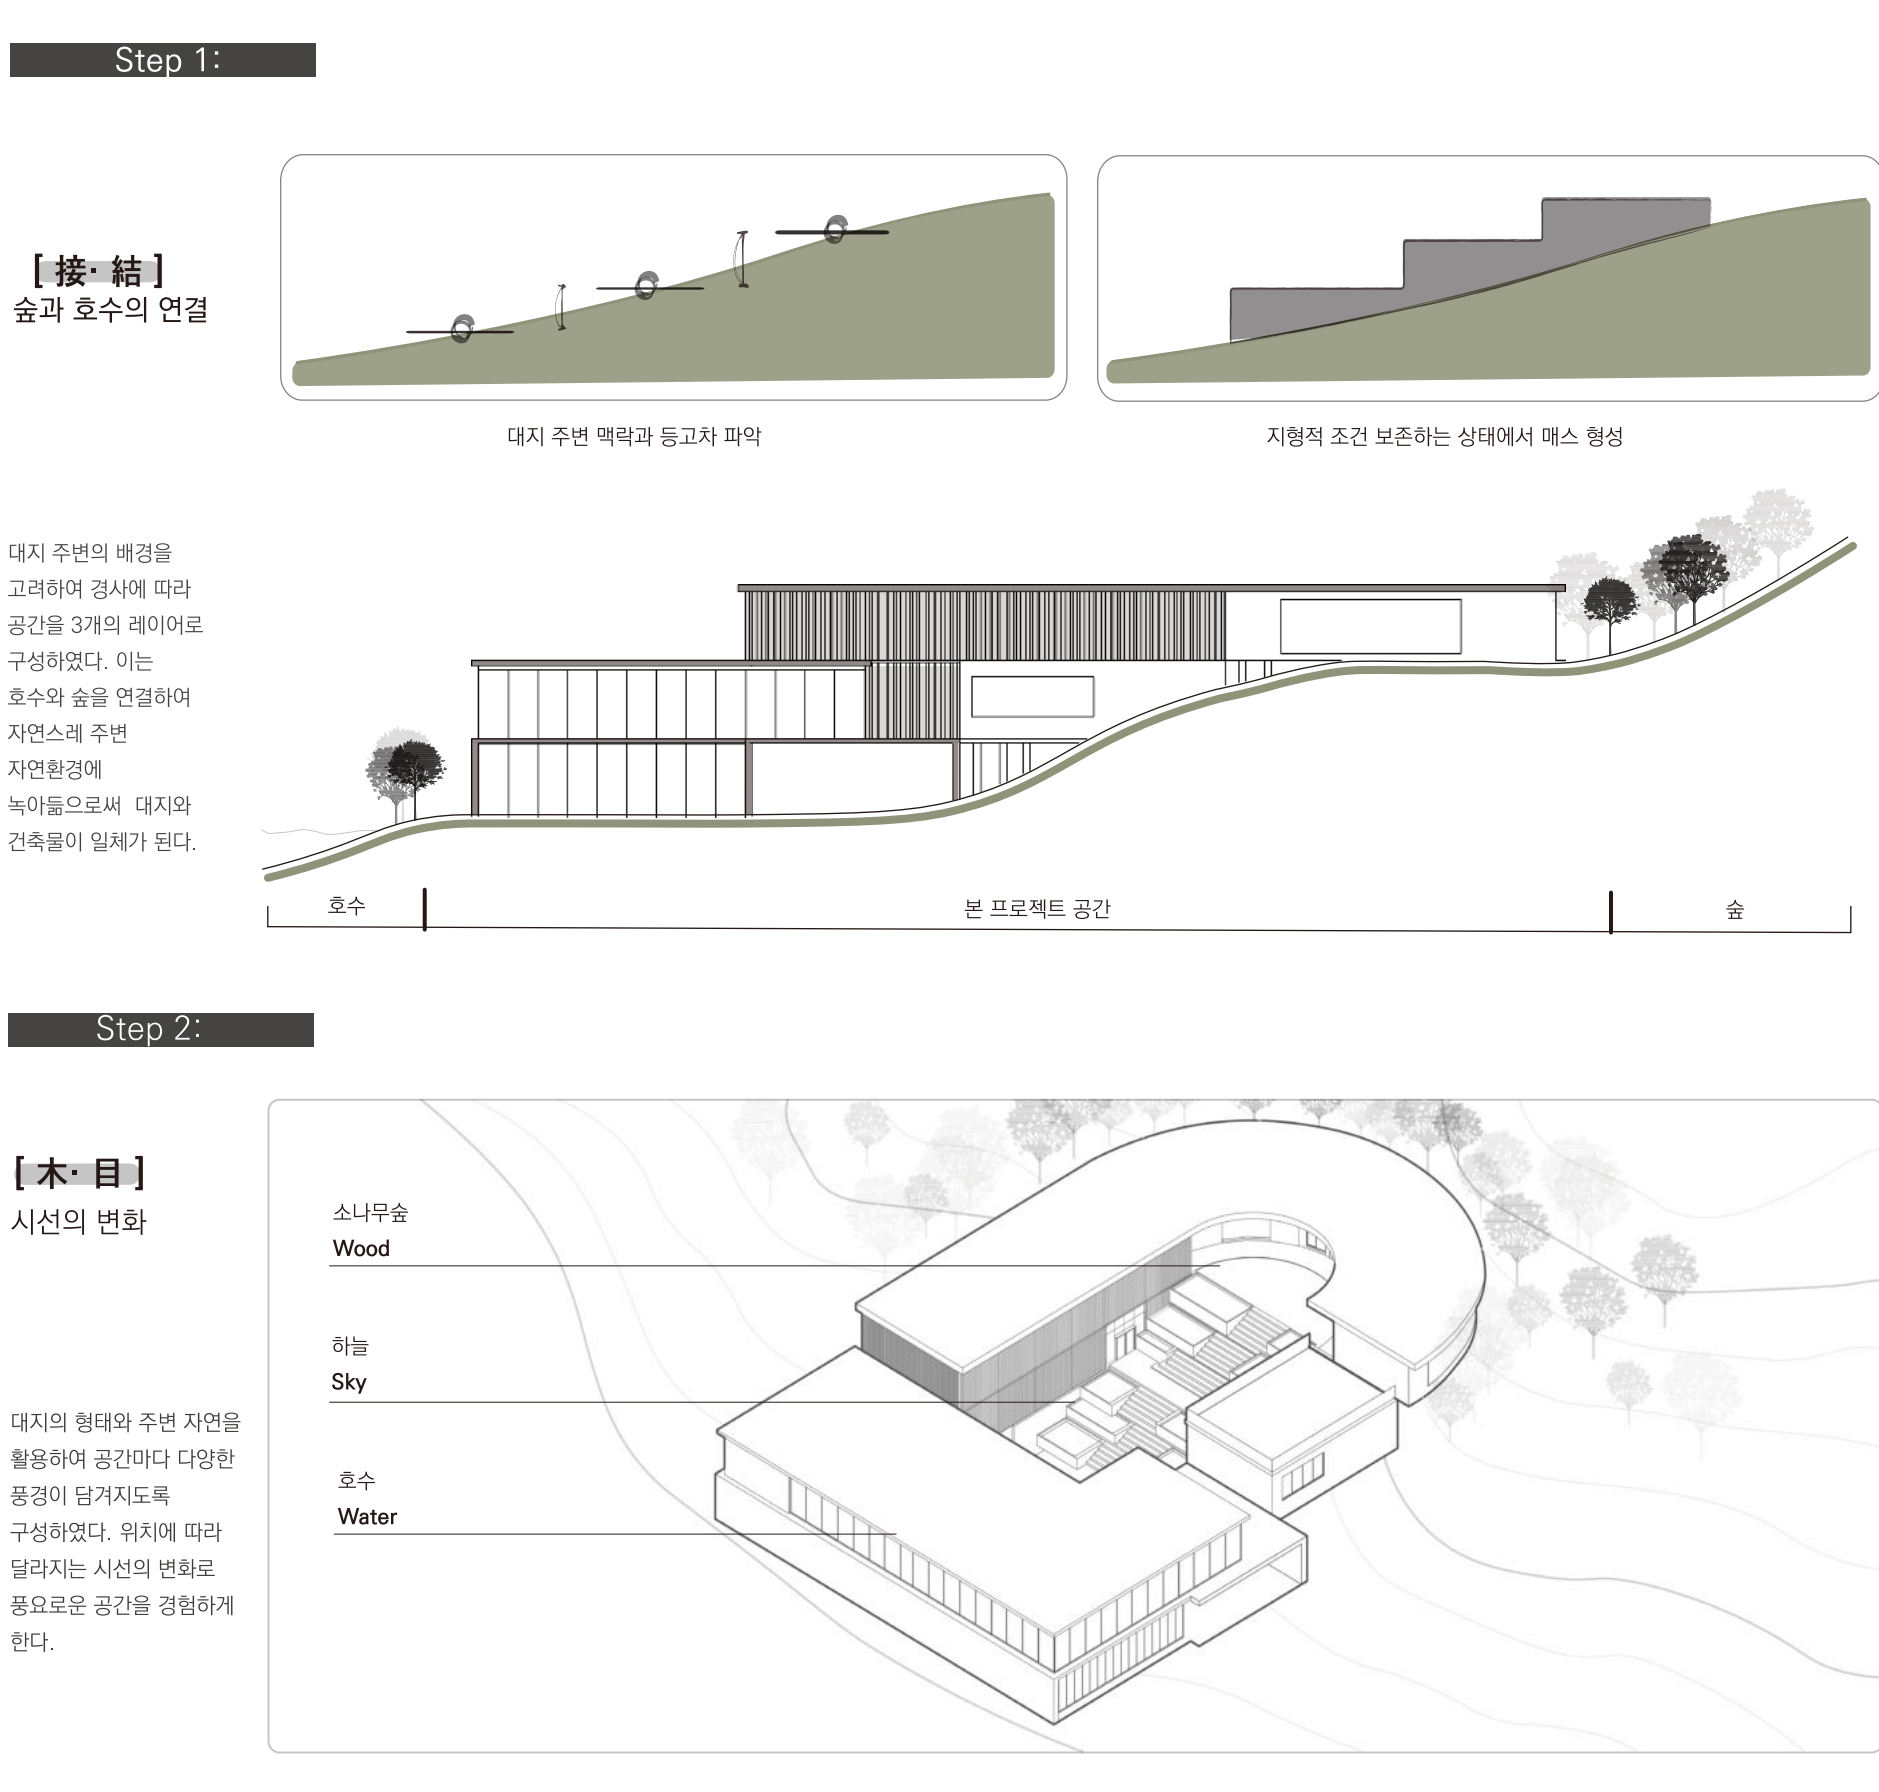 Step 1:
[ 接· 結 ]
숲과 호수의 연결
대지 주변 맥락과 등고차 파악
지형적 조건 보존하는 상태에서 매스 형성
대지 주변의 배경을
고려하여 경사에 따라
공간을 3개의 레이어로
구성하였다. 이는
호수와 숲을 연결하여
자연스레 주변
자연환경에
녹아듦으로써 대지와
건축물이 일체가 된다.
호수
본 프로젝트 공간
숲
Step 2:
[ 木· 目 ]
시선의 변화
소나무숲
Wood
하늘
Sky
호수
Water
대지의 형태와 주변 자연을
활용하여 공간마다 다양한
풍경이 담겨지도록
구성하였다. 위치에 따라
달라지는 시선의 변화로
풍요로운 공간을 경험하게
한다.